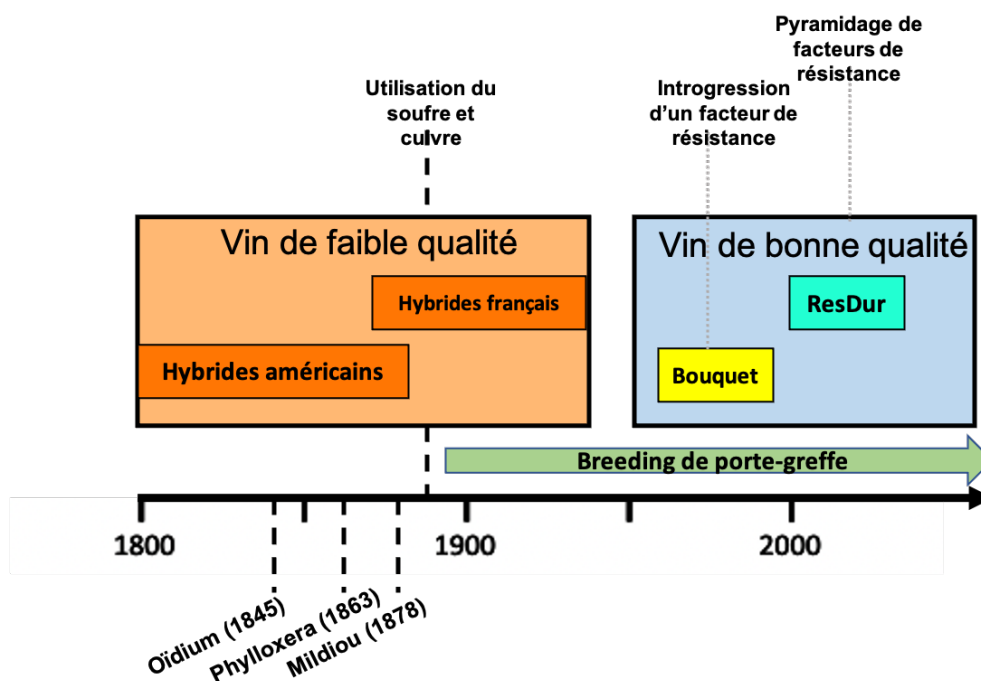 Pyramidage de
facteurs de
résistance
Utilisation du
soufre et
cuivre
Introgression
d'un facteur de
résistance
Vin de faible qualité
Vin de bonne qualité
Hybrides français
ResDur
Hybrides américains
Bouquet
Breeding de porte-greffe
1800
1900
2000
Oïdium (1845)
Phylloxera (1863)
Mildiou (1878)